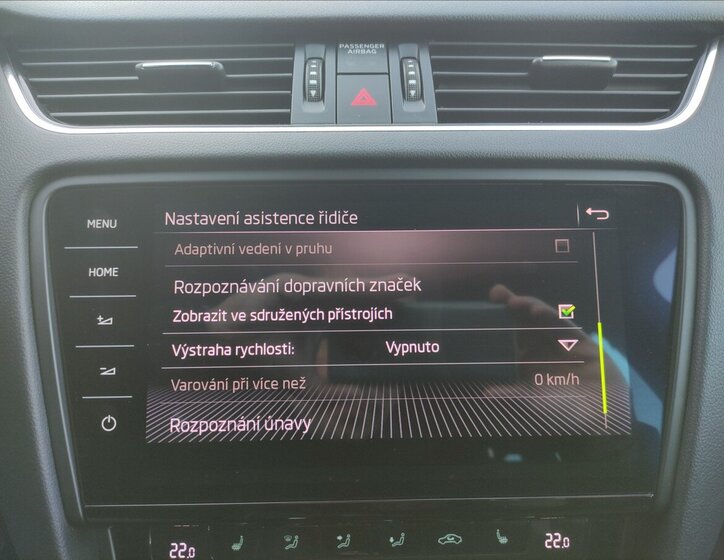 PASSENGER
AIRBAG
MENU
HOME
Nastavení asistence řidiče
Adaptivní vedení v pruhu
Rozpoznávání dopravních značek
Zobrazit ve sdružených přístrojích
Výstraha rychlosti: Vypnuto
Varování při více než 0 km/h
Rozpoznání únavy
22.0 22.0